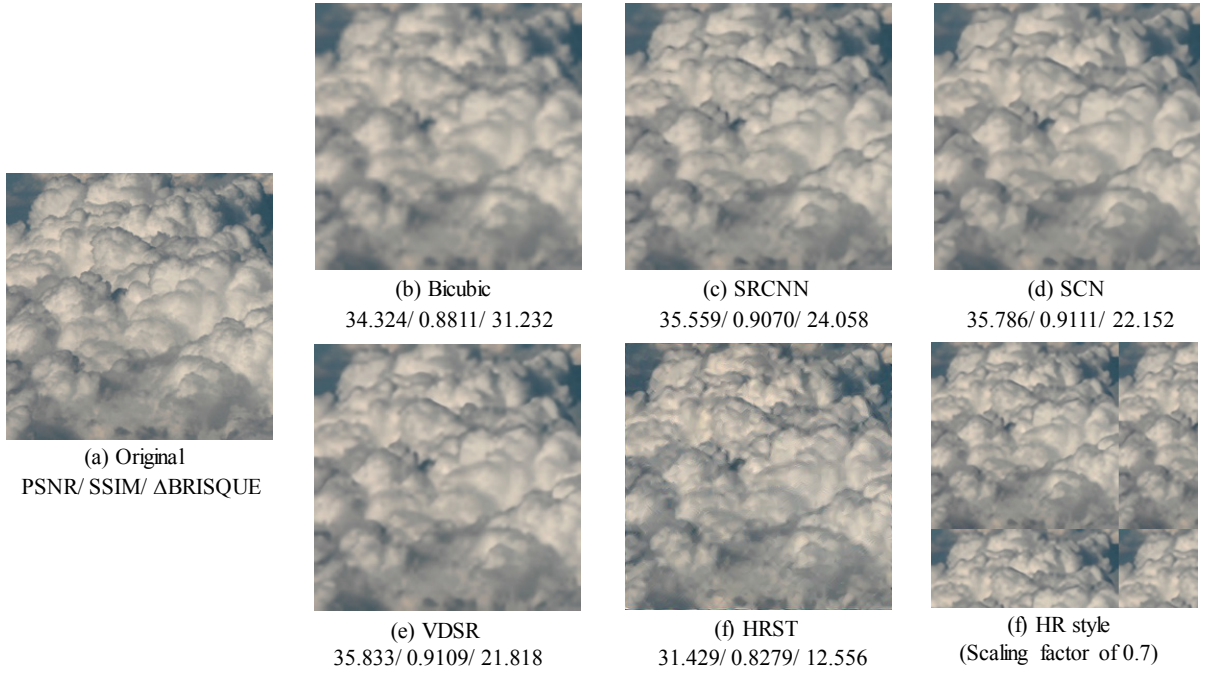 (a) Original
PSNR/ SSIM/ ΔBRISQUE
(b) Bicubic
34.324/ 0.8811/ 31.232
(c) SRCNN
35.559/ 0.9070/ 24.058
(d) SCN
35.786/ 0.9111/ 22.152
(e) VDSR
35.833/ 0.9109/ 21.818
(f) HRST
31.429/ 0.8279/ 12.556
(f) HR style
(Scaling factor of 0.7)